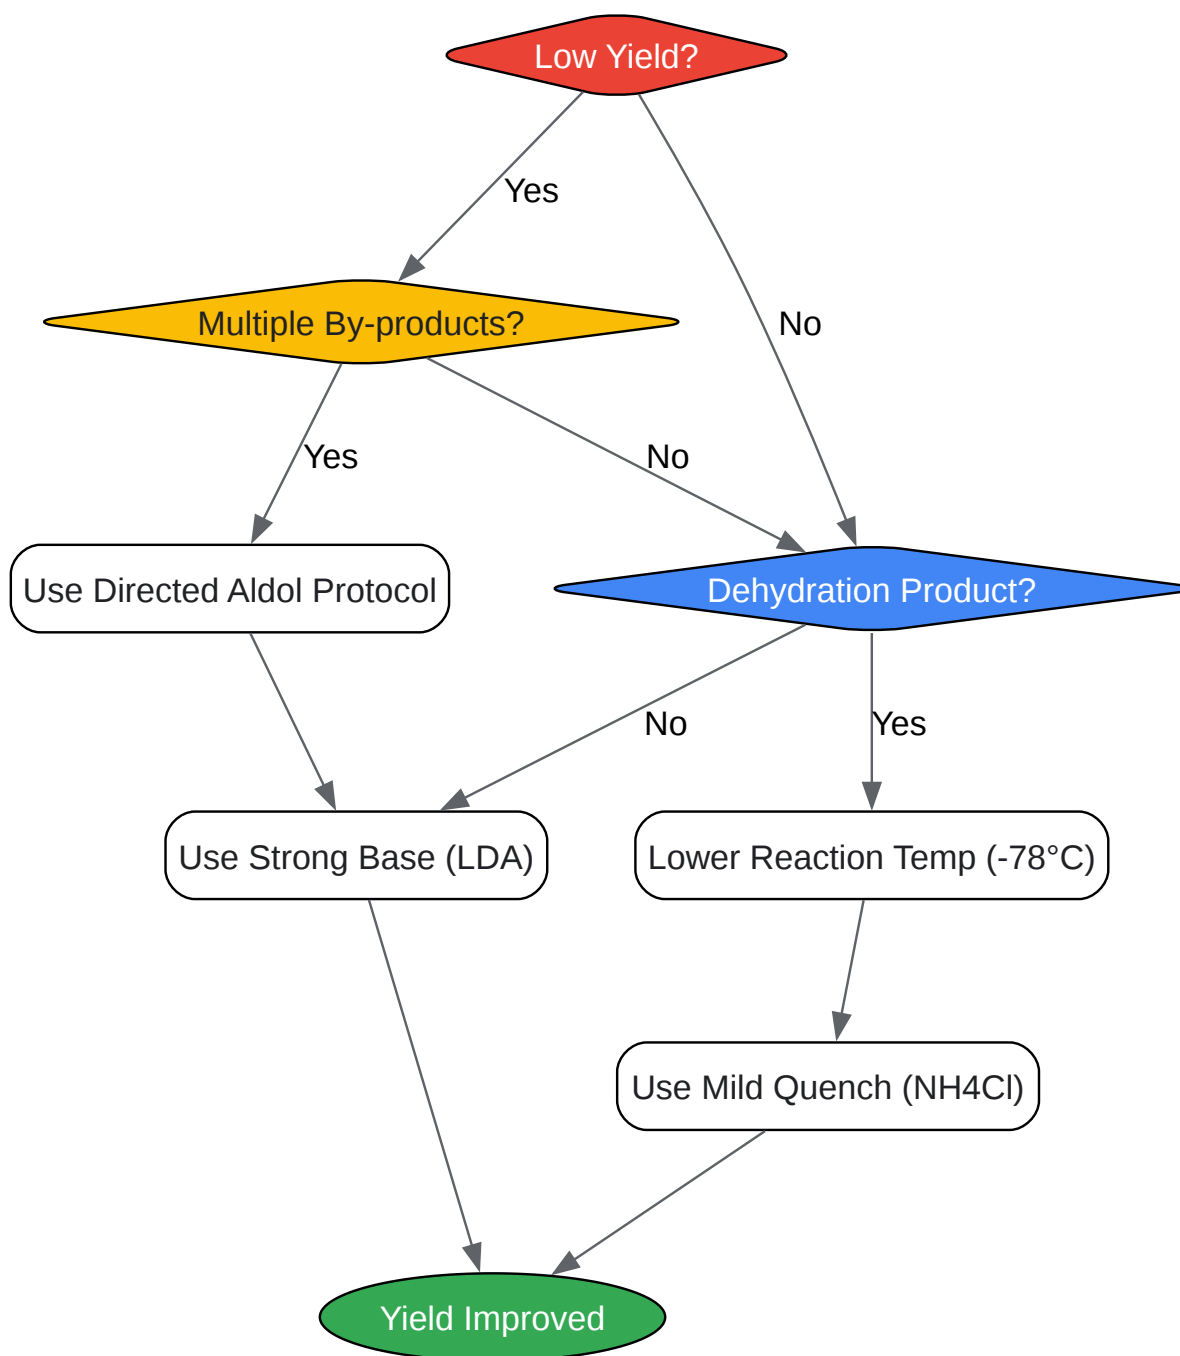 Low Yield?
Yes
Multiple By-products?
No
Yes
No
Use Directed Aldol Protocol
Dehydration Product?
No
Yes
Use Strong Base (LDA)
Lower Reaction Temp (-78°C)
Use Mild Quench (NH4Cl)
Yield Improved